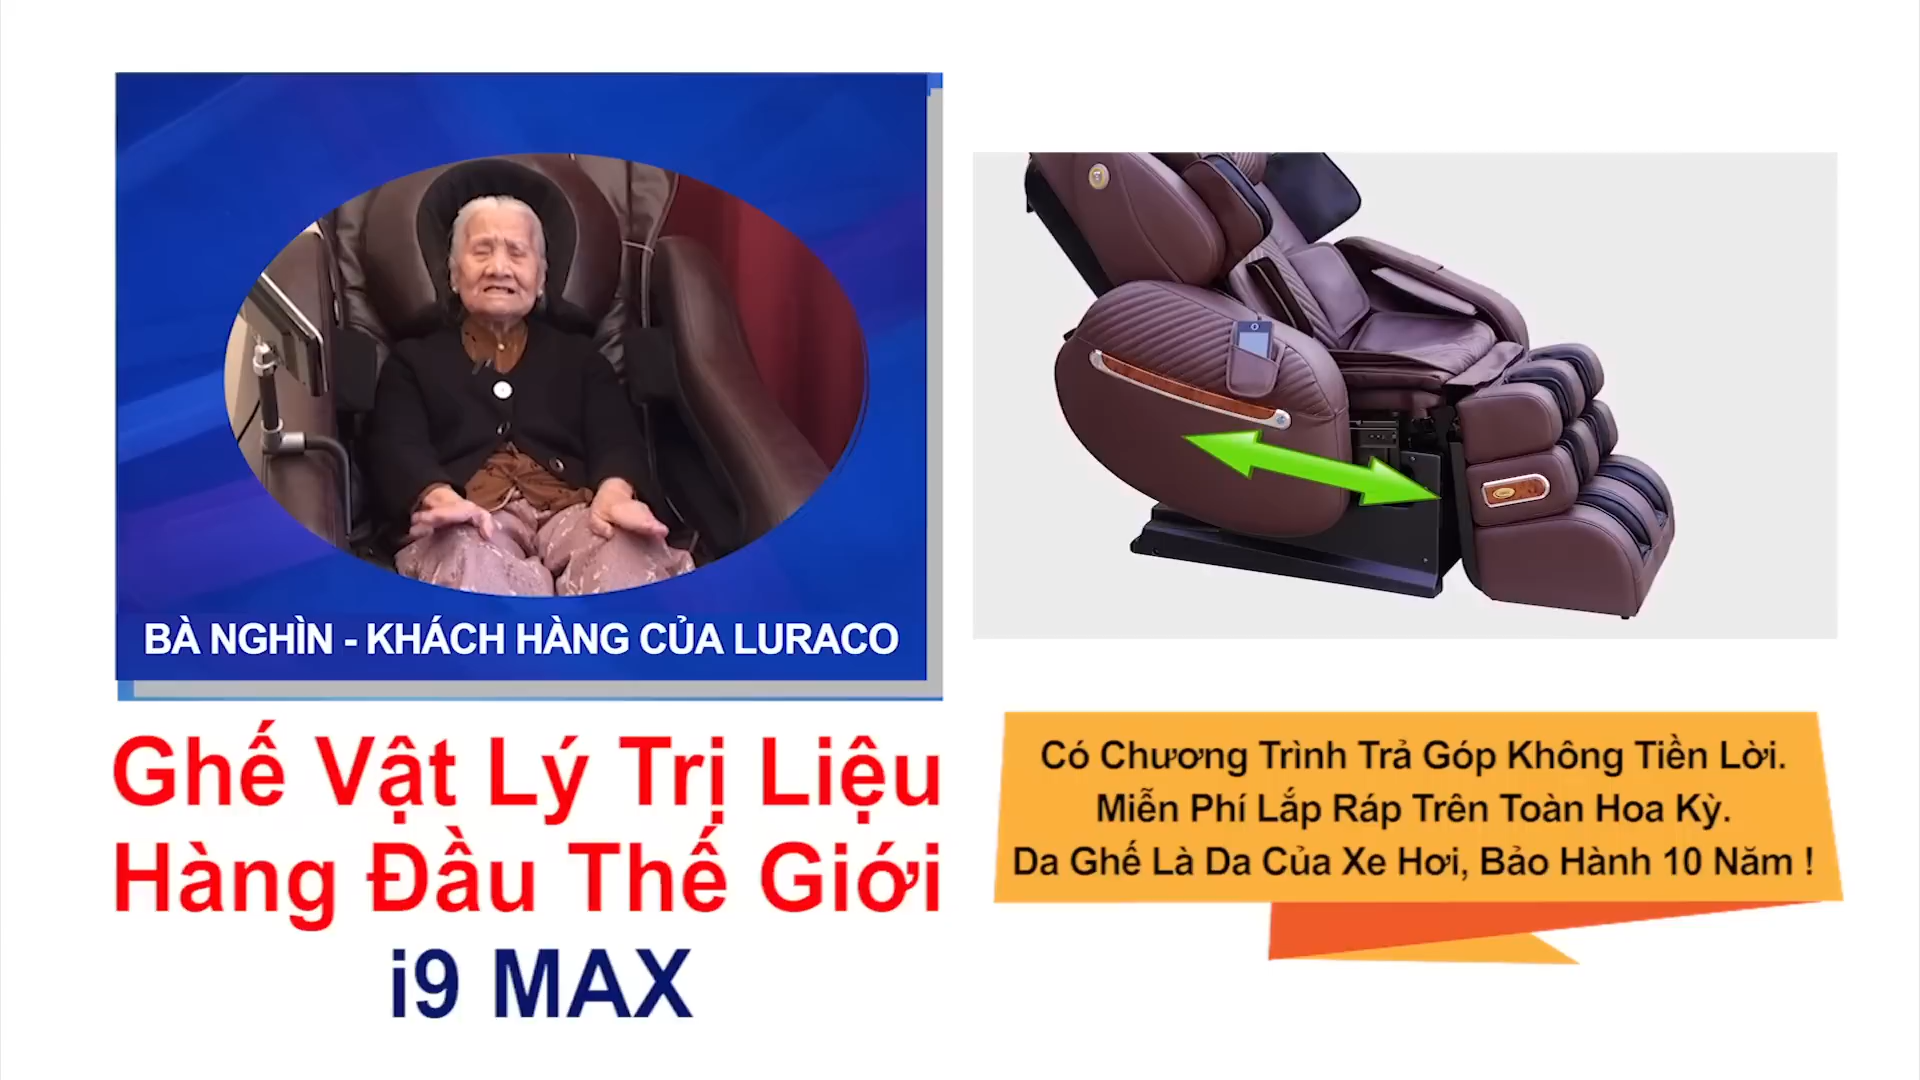 BÀ NGHÌN - KHÁCH HÀNG CỦA LURACO
Ghế Vật Lý Trị Liệu
Hàng Đầu Thế Giới
i9 MAX
Có Chương Trình Trả Góp Không Tiền Lời.
Miễn Phí Lắp Ráp Trên Toàn Hoa Kỳ.
Da Ghế Là Da Của Xe Hơi, Bảo Hành 10 Năm !